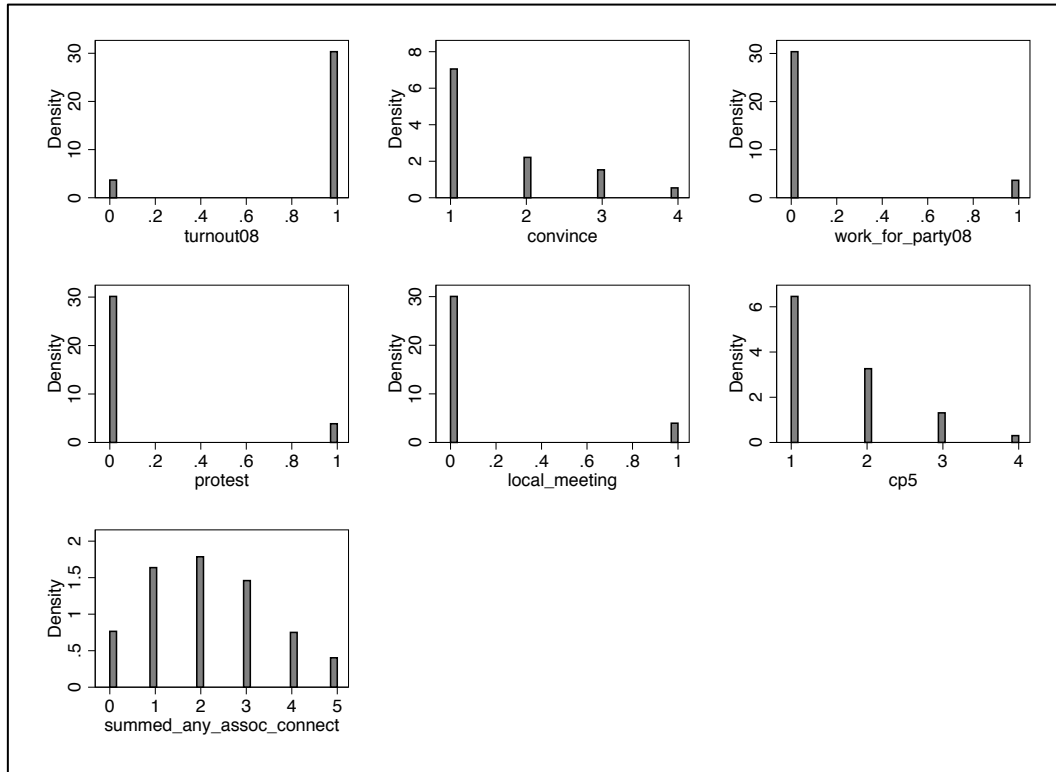 Density
30
20
10
0
0 .2 .4 .6 .8 1
turnout08
Density
8
6
4
2
0
1 2 3 4
convince
Density
30
20
10
0
0 .2 .4 .6 .8 1
work_for_party08
Density
30
20
10
0
0 .2 .4 .6 .8 1
protest
Density
30
20
10
0
0 .2 .4 .6 .8 1
local_meeting
Density
6
4
2
0
1 2 3 4
cp5
Density
2
1.5
1
.5
0
0 1 2 3 4 5
summed_any_assoc_connect